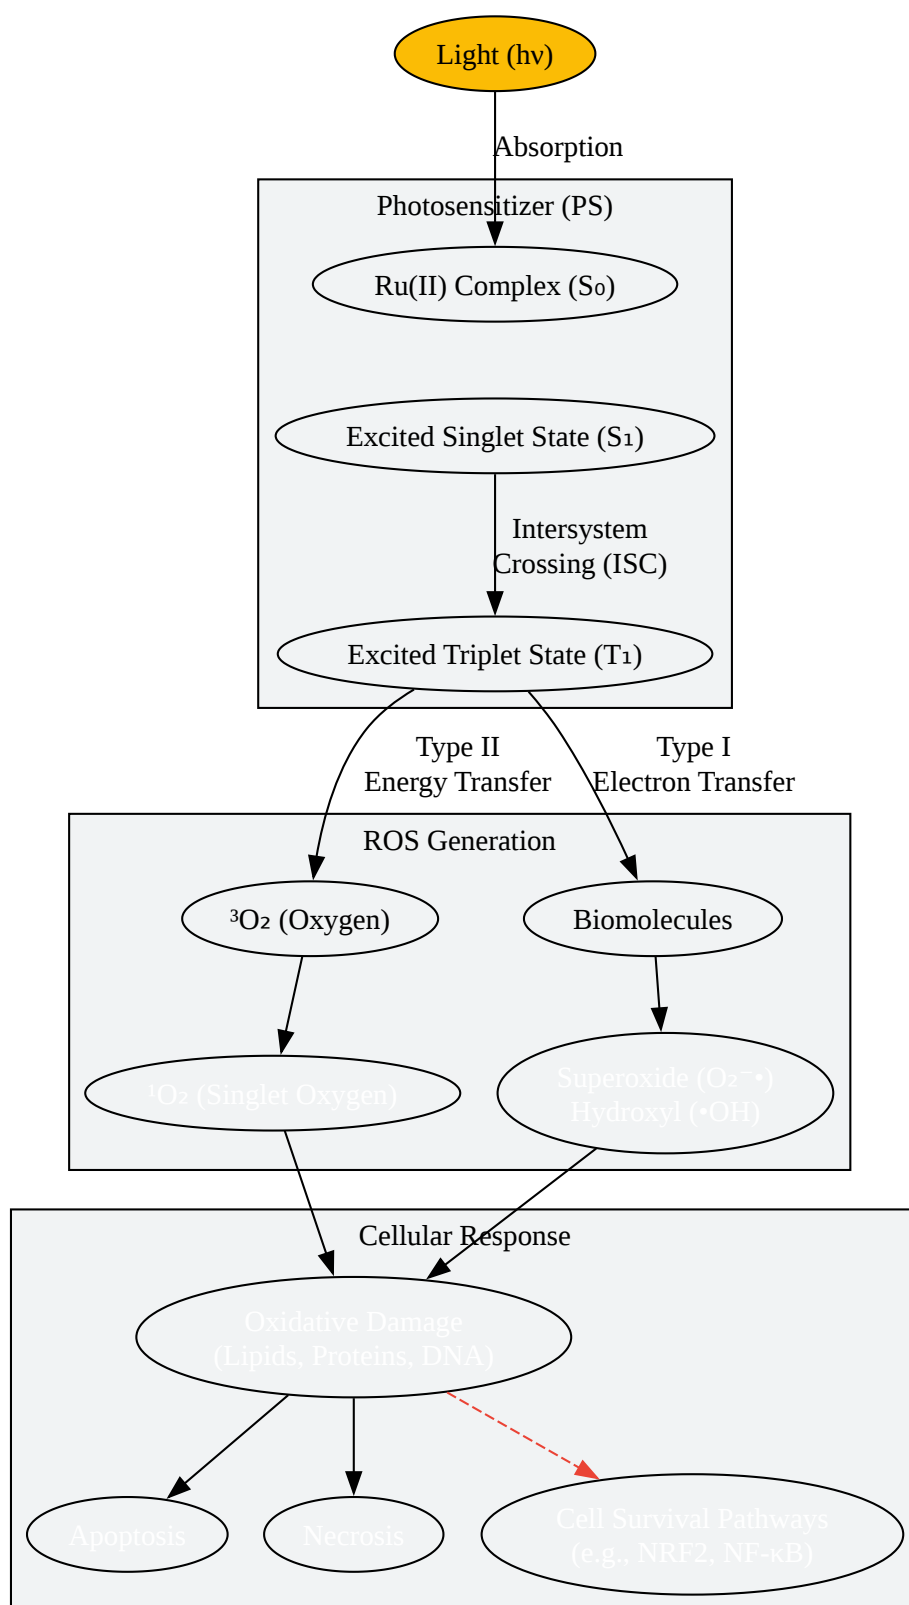 Light (hν)
Absorption
Photosensitizer (PS)
Ru(II) Complex (S₀)
Excited Singlet State (S₁)
Intersystem
Crossing (ISC)
Excited Triplet State (T₁)
Type II
Energy Transfer
Type I
Electron Transfer
ROS Generation
³O₂ (Oxygen)
Biomolecules
¹O₂ (Singlet Oxygen)
Superoxide (O₂⁻•)
Hydroxyl (•OH)
Cellular Response
Oxidative Damage
(Lipids, Proteins, DNA)
Apoptosis
Necrosis
Cell Survival Pathways
(e.g., NRF2, NF-κB)